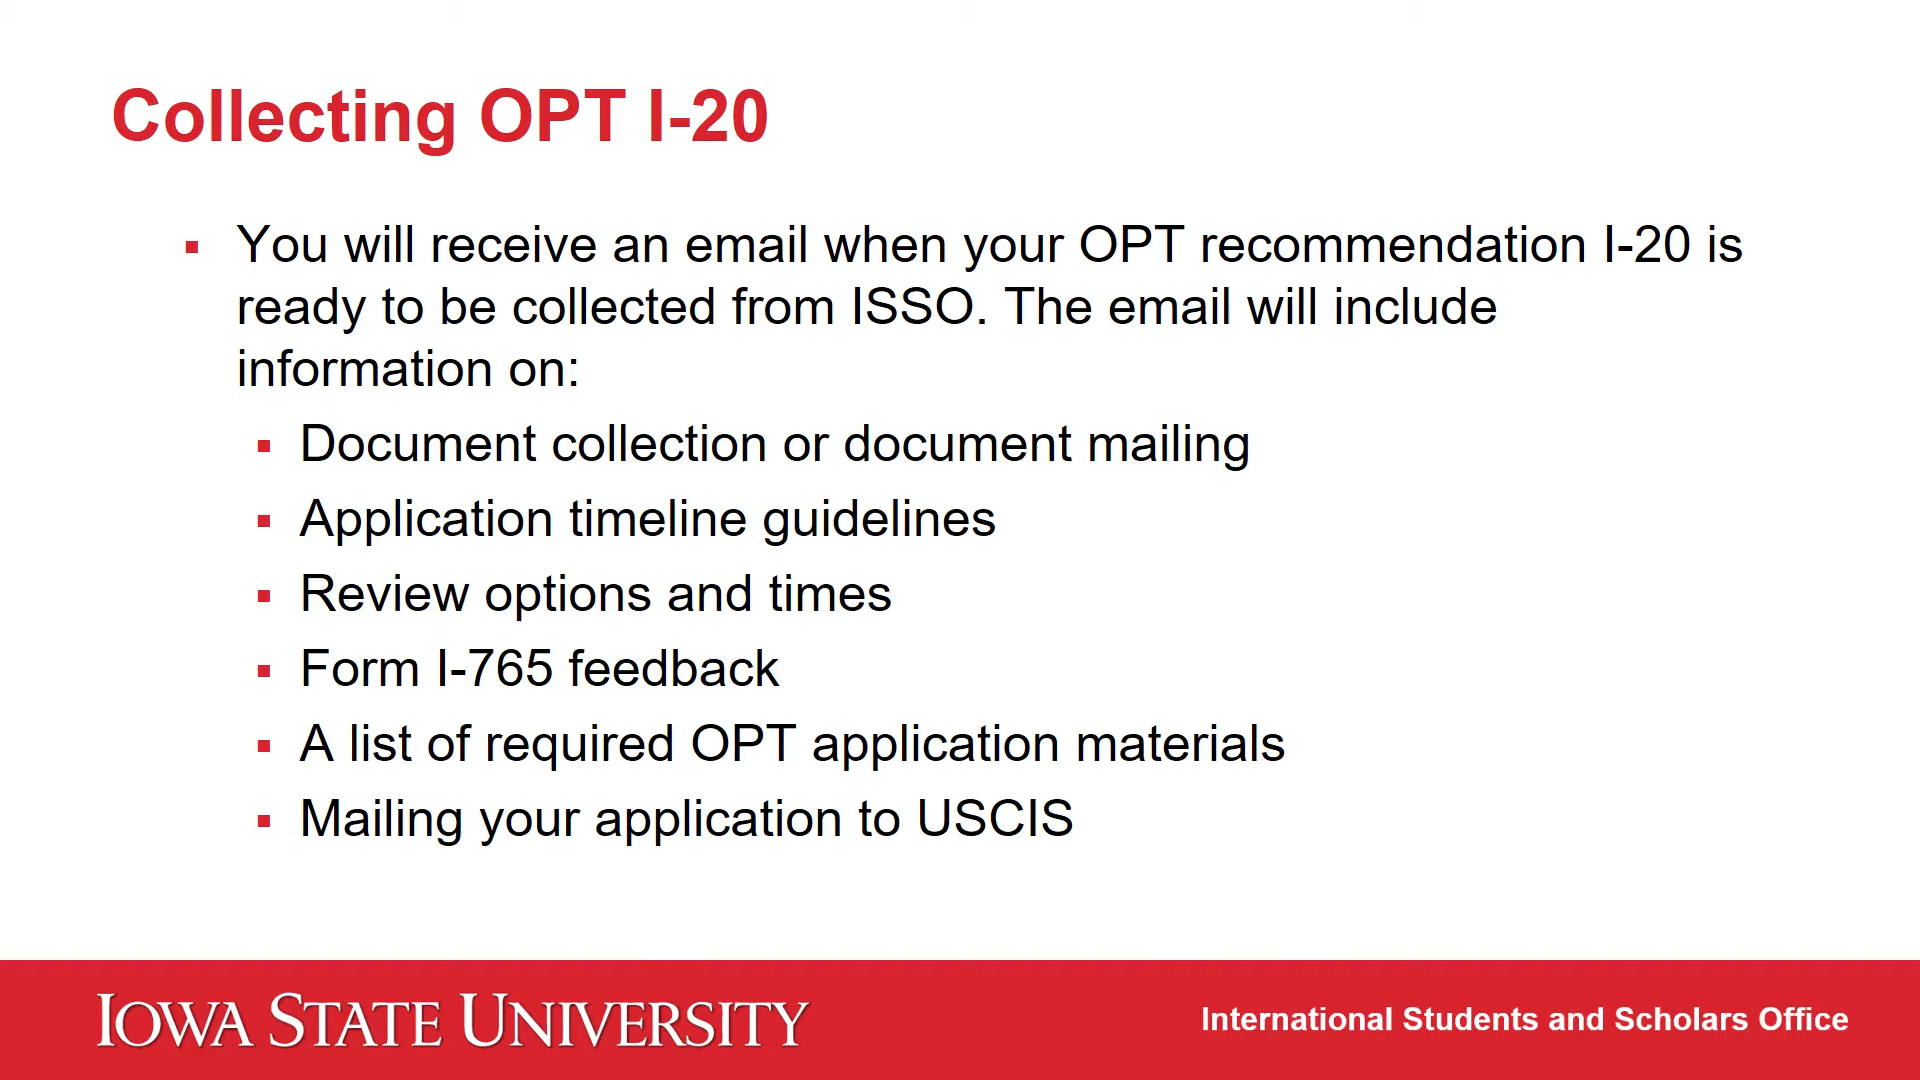 Collecting OPT I-20
▪ You will receive an email when your OPT recommendation I-20 is
ready to be collected from ISSO. The email will include
information on:
▪ Document collection or document mailing
▪ Application timeline guidelines
▪ Review options and times
▪ Form I-765 feedback
▪ A list of required OPT application materials
▪ Mailing your application to USCIS
IOWA STATE UNIVERSITY
International Students and Scholars Office